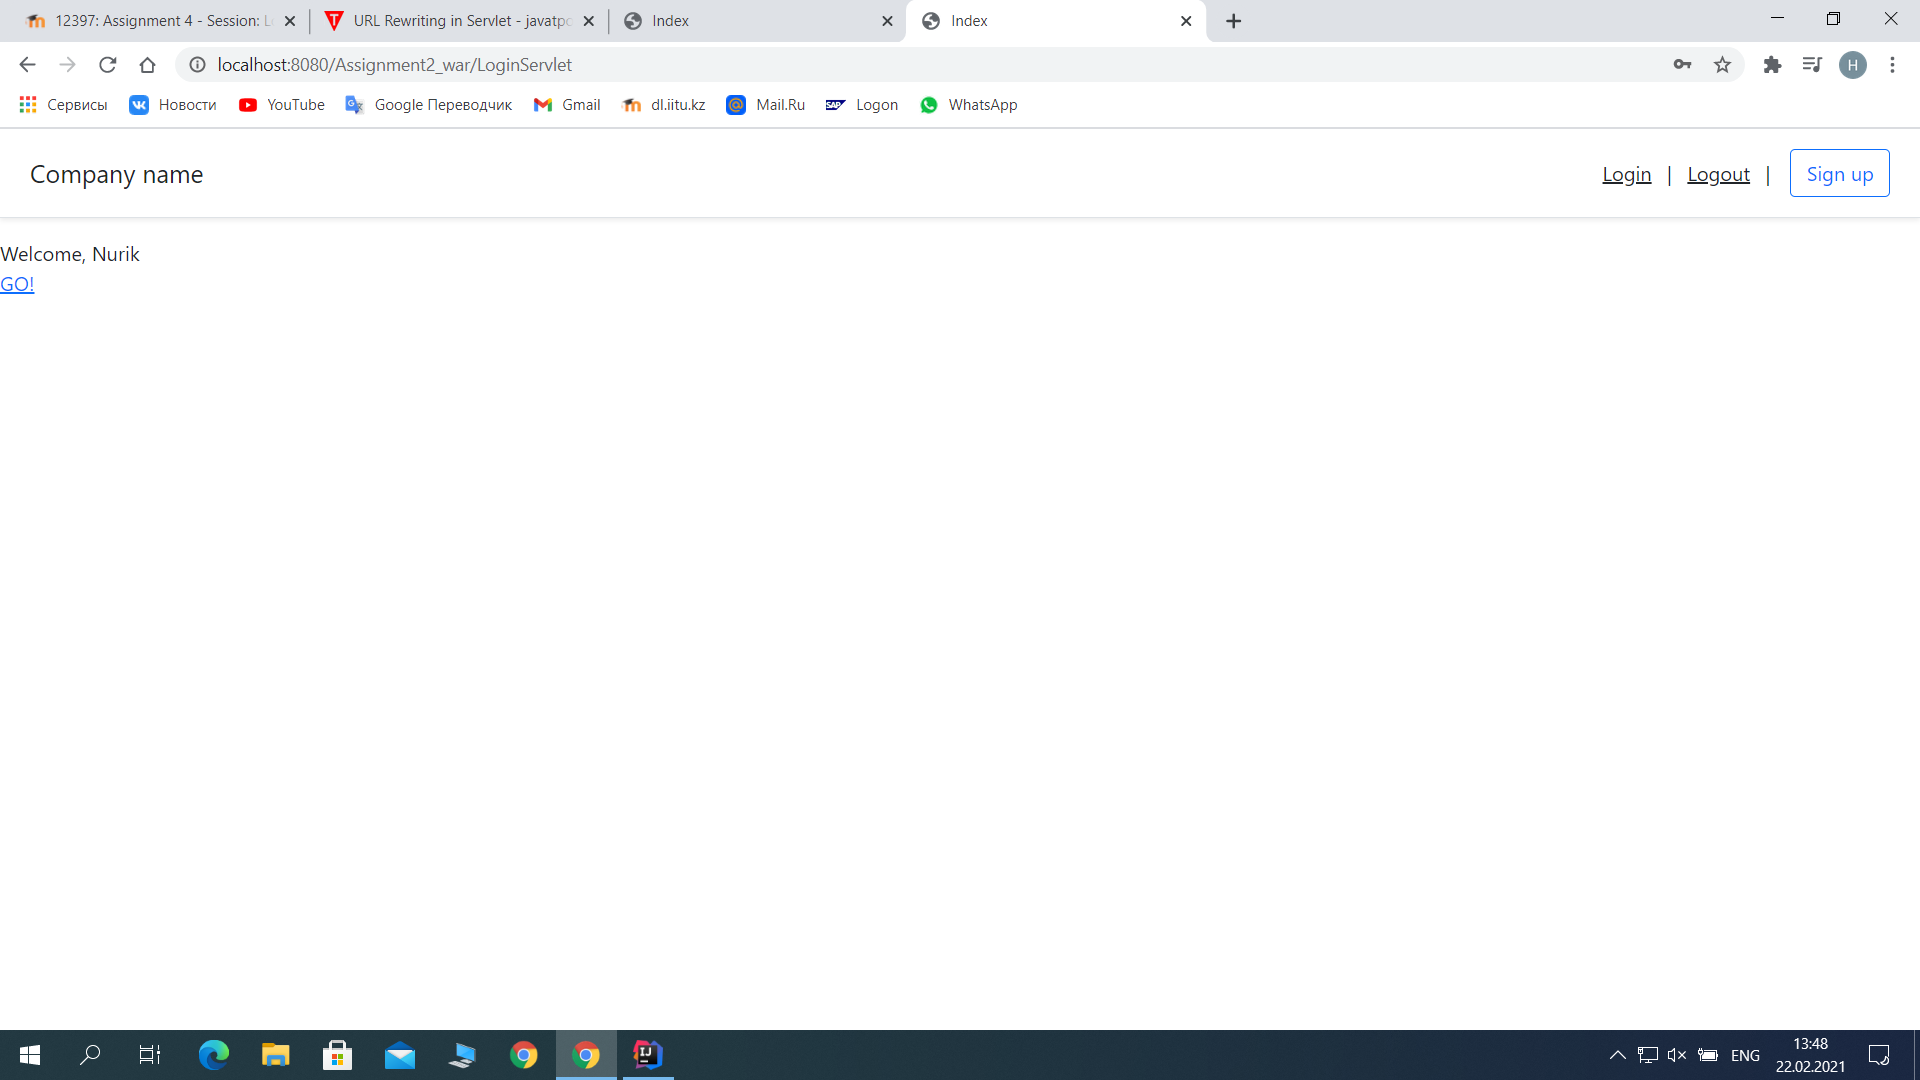 12397: Assignment 4 - Session: L
URL Rewriting in Servlet - javatpo
Index
Index
localhost:8080/Assignment2_war/LoginServlet
H
Сервисы
Новости
YouTube
Google Переводчик
Gmail
dl.iitu.kz
Mail.Ru
SAP
Logon
WhatsApp
Company name
Login | Logout | Sign up
Welcome, Nurik
GO!
IJ
ENG
13:48
22.02.2021